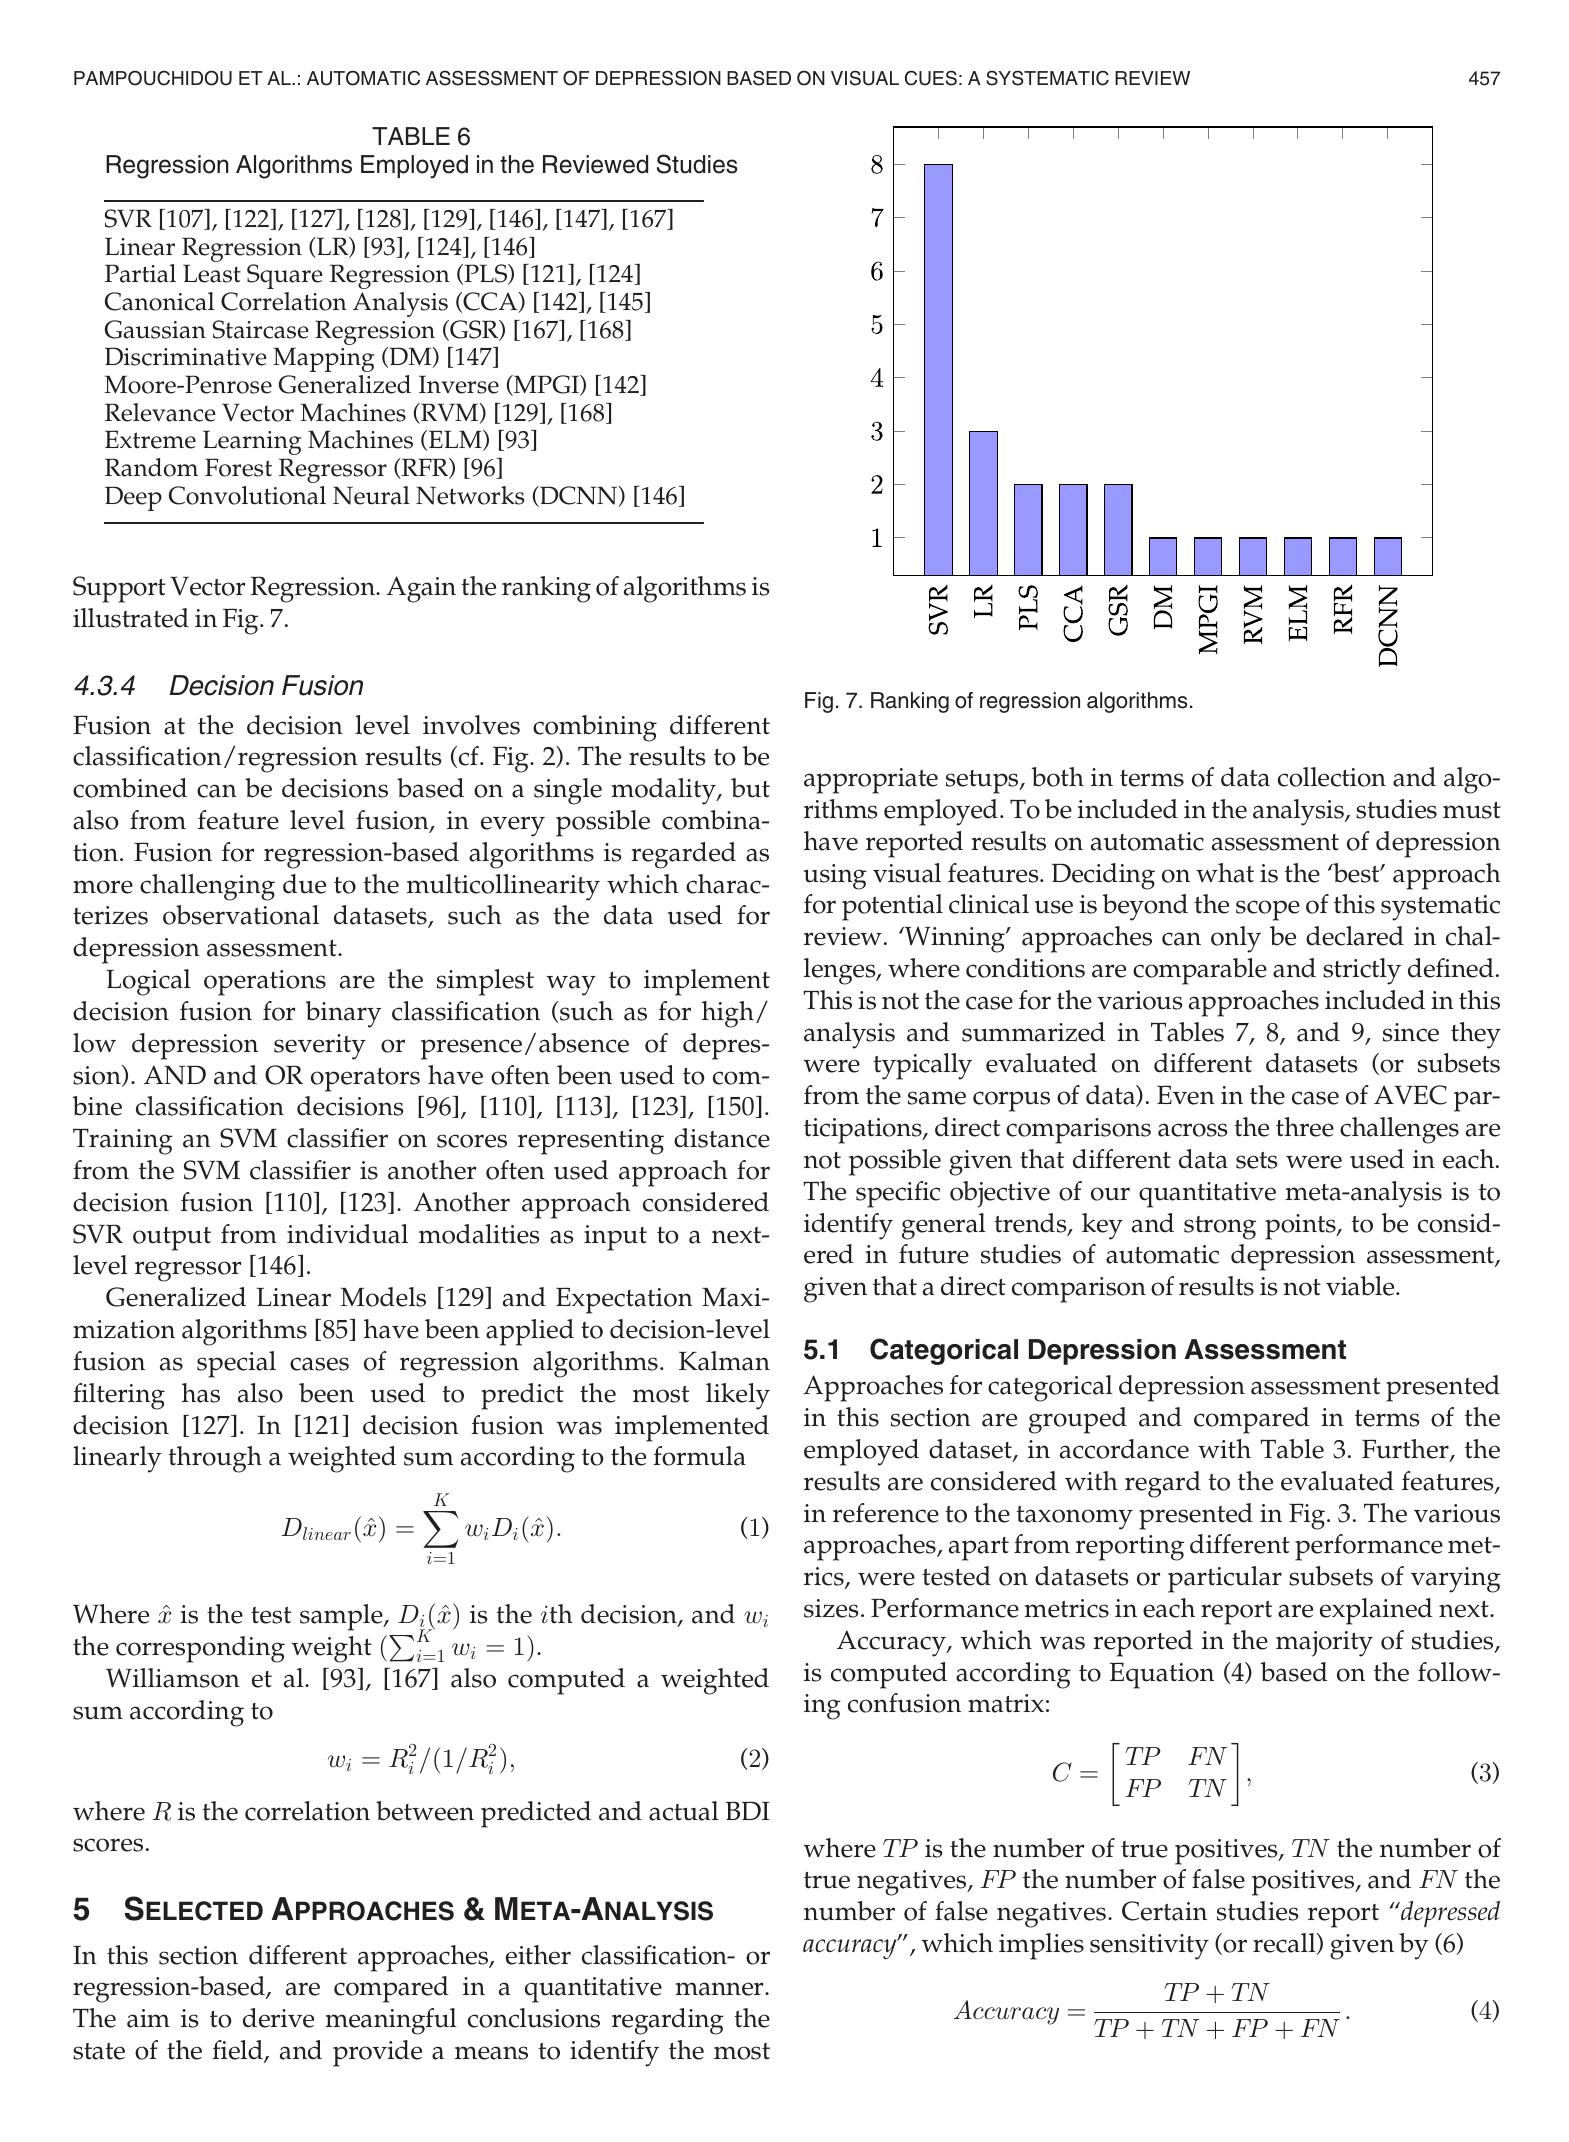 PAMPOUCHIDOU ET AL.: AUTOMATIC ASSESSMENT OF DEPRESSION BASED ON VISUAL CUES: A SYSTEMATIC REVIEW 457
TABLE 6
Regression Algorithms Employed in the Reviewed Studies
SVR [107], [122], [127], [128], [129], [146], [147], [167]
Linear Regression (LR) [93], [124], [146]
Partial Least Square Regression (PLS) [121], [124]
Canonical Correlation Analysis (CCA) [142], [145]
Gaussian Staircase Regression (GSR) [167], [168]
Discriminative Mapping (DM) [147]
Moore-Penrose Generalized Inverse (MPGI) [142]
Relevance Vector Machines (RVM) [129], [168]
Extreme Learning Machines (ELM) [93]
Random Forest Regressor (RFR) [96]
Deep Convolutional Neural Networks (DCNN) [146]
Support Vector Regression. Again the ranking of algorithms is
illustrated in Fig. 7.
4.3.4 Decision Fusion
Fusion at the decision level involves combining different
classification/regression results (cf. Fig. 2). The results to be
combined can be decisions based on a single modality, but
also from feature level fusion, in every possible combina-
tion. Fusion for regression-based algorithms is regarded as
more challenging due to the multicollinearity which charac-
terizes observational datasets, such as the data used for
depression assessment.
Logical operations are the simplest way to implement
decision fusion for binary classification (such as for high/
low depression severity or presence/absence of depres-
sion). AND and OR operators have often been used to com-
bine classification decisions [96], [110], [113], [123], [150].
Training an SVM classifier on scores representing distance
from the SVM classifier is another often used approach for
decision fusion [110], [123]. Another approach considered
SVR output from individual modalities as input to a next-
level regressor [146].
Generalized Linear Models [129] and Expectation Maxi-
mization algorithms [85] have been applied to decision-level
fusion as special cases of regression algorithms. Kalman
filtering has also been used to predict the most likely
decision [127]. In [121] decision fusion was implemented
linearly through a weighted sum according to the formula
D_linear(x̂) = ∑_{i=1}^{K} w_i D_i(x̂). (1)
Where x̂ is the test sample, D_i(x̂) is the ith decision, and w_i
the corresponding weight (∑_{i=1}^{K} w_i = 1).
Williamson et al. [93], [167] also computed a weighted
sum according to
w_i = R_i^2/(1/R_i^2), (2)
where R is the correlation between predicted and actual BDI
scores.
5 SELECTED APPROACHES & META-ANALYSIS
In this section different approaches, either classification- or
regression-based, are compared in a quantitative manner.
The aim is to derive meaningful conclusions regarding the
state of the field, and provide a means to identify the most
8
7
6
5
4
3
2
1
SVR LR PLS CCA GSR DM MPGI RVM ELM RFR DCNN
Fig. 7. Ranking of regression algorithms.
appropriate setups, both in terms of data collection and algo-
rithms employed. To be included in the analysis, studies must
have reported results on automatic assessment of depression
using visual features. Deciding on what is the ‘best’ approach
for potential clinical use is beyond the scope of this systematic
review. ‘Winning’ approaches can only be declared in chal-
lenges, where conditions are comparable and strictly defined.
This is not the case for the various approaches included in this
analysis and summarized in Tables 7, 8, and 9, since they
were typically evaluated on different datasets (or subsets
from the same corpus of data). Even in the case of AVEC par-
ticipations, direct comparisons across the three challenges are
not possible given that different data sets were used in each.
The specific objective of our quantitative meta-analysis is to
identify general trends, key and strong points, to be consid-
ered in future studies of automatic depression assessment,
given that a direct comparison of results is not viable.
5.1 Categorical Depression Assessment
Approaches for categorical depression assessment presented
in this section are grouped and compared in terms of the
employed dataset, in accordance with Table 3. Further, the
results are considered with regard to the evaluated features,
in reference to the taxonomy presented in Fig. 3. The various
approaches, apart from reporting different performance met-
rics, were tested on datasets or particular subsets of varying
sizes. Performance metrics in each report are explained next.
Accuracy, which was reported in the majority of studies,
is computed according to Equation (4) based on the follow-
ing confusion matrix:
C = [TP FN
FP TN], (3)
where TP is the number of true positives, TN the number of
true negatives, FP the number of false positives, and FN the
number of false negatives. Certain studies report “depressed
accuracy”, which implies sensitivity (or recall) given by (6)
Accuracy = (TP + TN)/(TP + TN + FP + FN). (4)